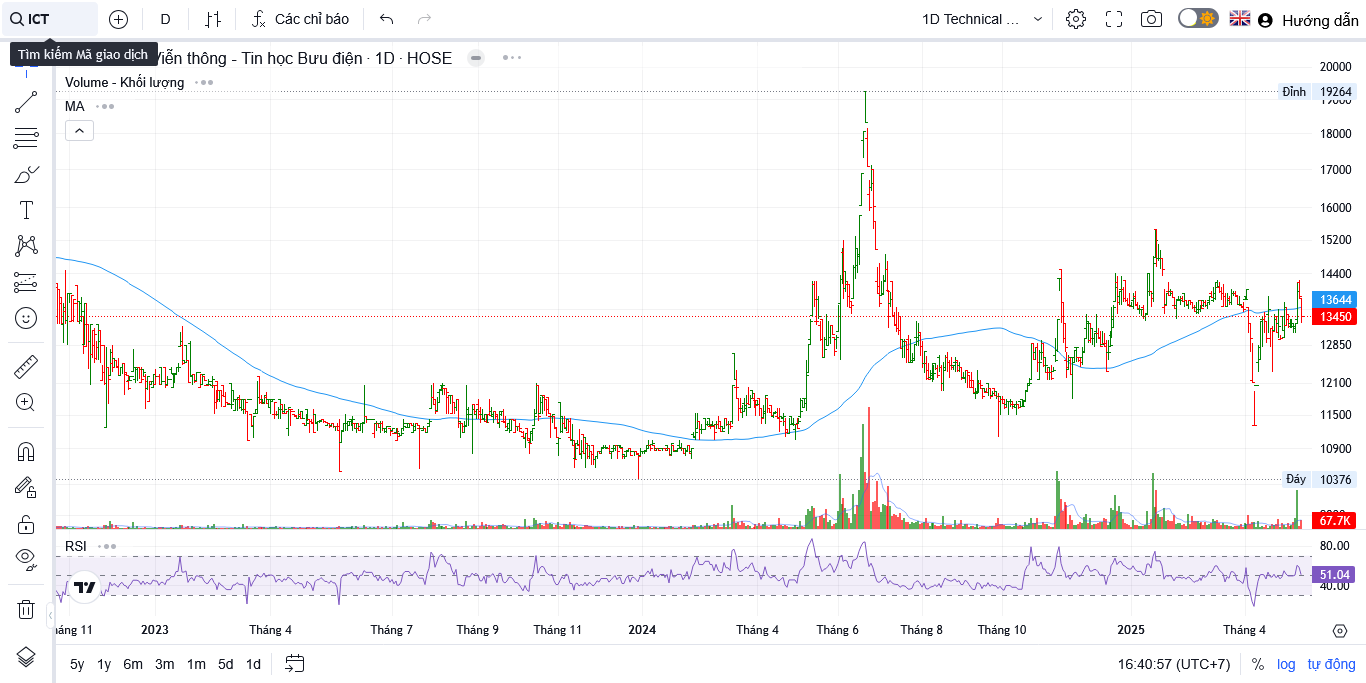 ICT
D
Các chỉ báo
1D Technical ...
Hướng dẫn
Tìm kiếm Mã giao dịch
Viễn thông - Tin học Bưu điện · 1D · HOSE
Volume - Khối lượng
MA
20000
Đỉnh 19264
19000
18000
17000
16000
15200
14400
13644
13450
12850
12100
11500
10900
Đáy 10376
67.7K
RSI
80.00
51.04
40.00
háng 11 2023 Tháng 4 Tháng 7 Tháng 9 Tháng 11 2024 Tháng 4 Tháng 6 Tháng 8 Tháng 10 2025 Tháng 4
5y 1y 6m 3m 1m 5d 1d
16:40:57 (UTC+7) % log tự động